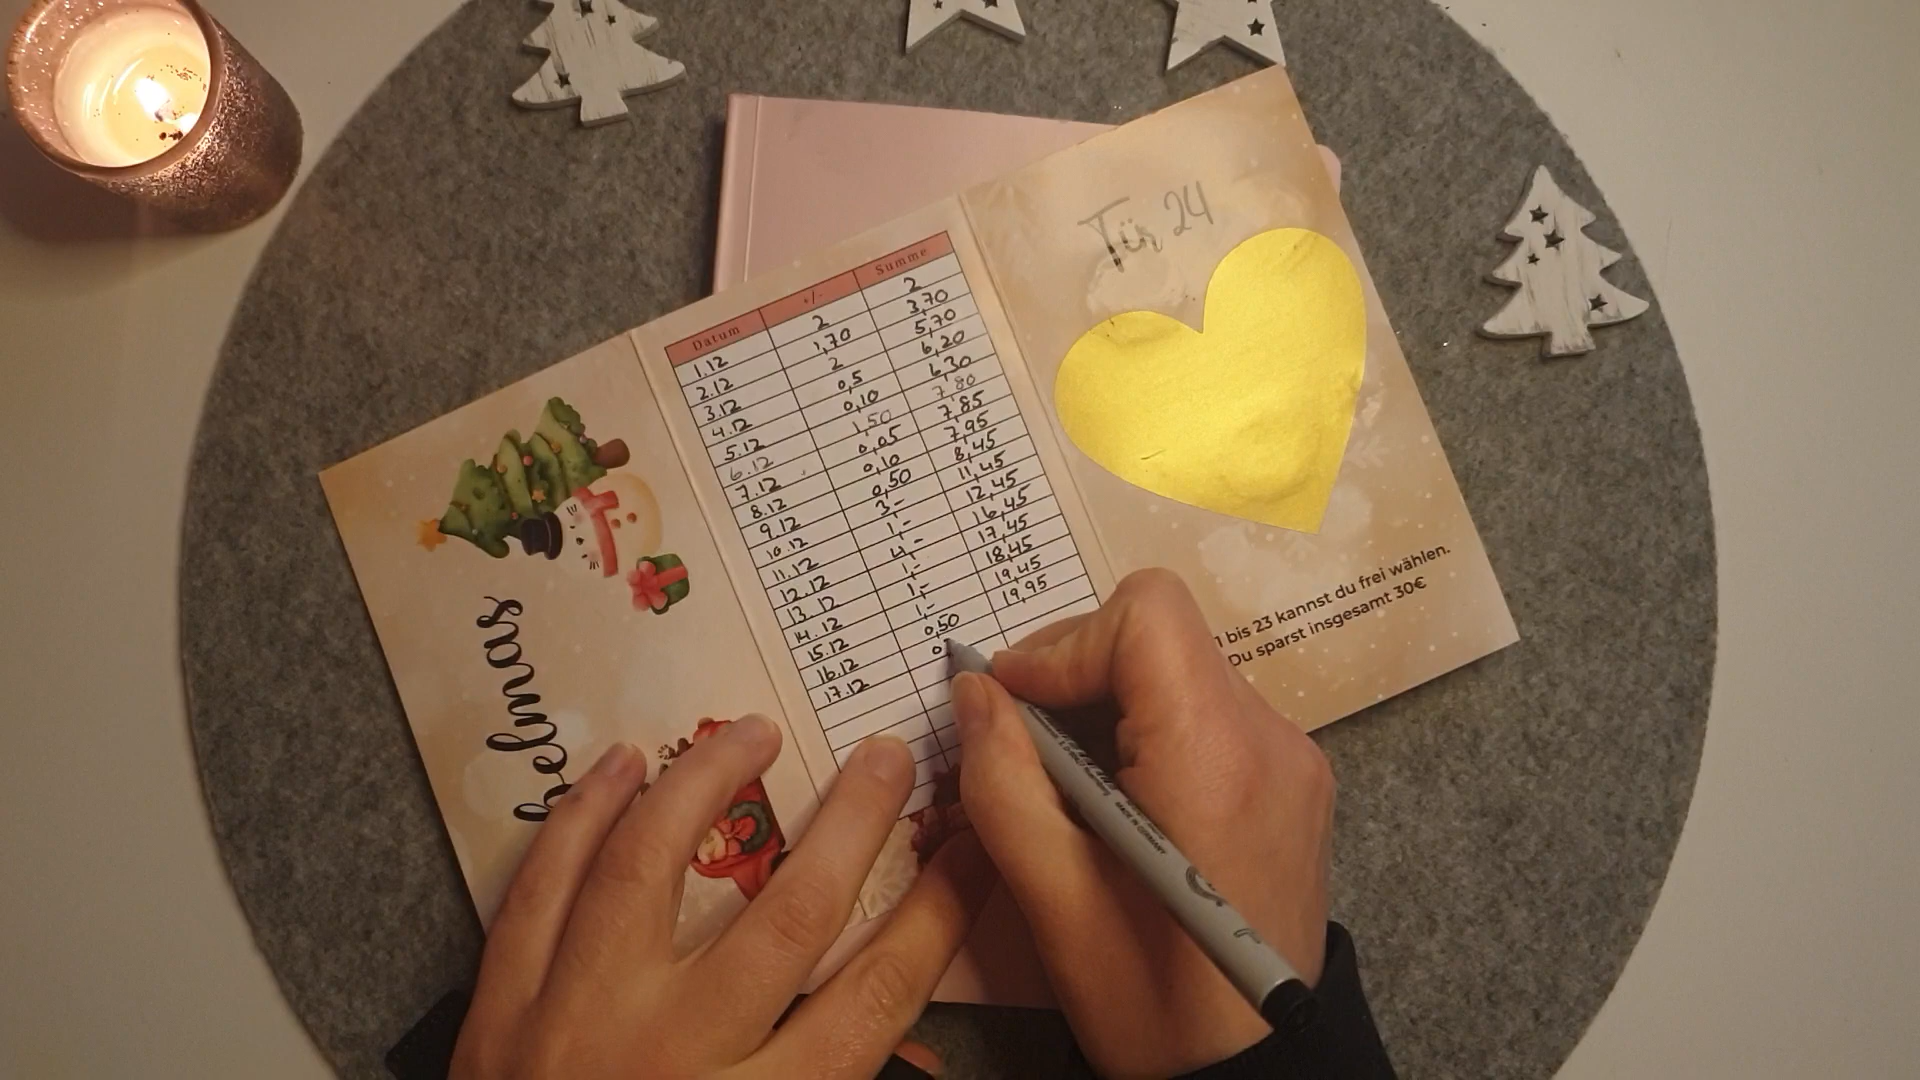 Datum +/- Summe
1.12 2 2
2.12 1,70 3,70
3.12 2 5,70
4.12 0,5 6,20
5.12 0,10 6,30
6.12 1,50 7,80
7.12 0,05 7,85
8.12 0,10 7,95
9.12 0,50 8,45
10.12 3,- 11,45
11.12 1,- 12,45
12.12 4,- 16,45
13.12 1,- 17,45
14.12 1,- 18,45
15.12 1,- 19,45
16.12 0,50 19,95
17.12 0,
Tür 24
1 bis 23 kannst du frei wählen.
Du sparst insgesamt 30€
MADE IN GERMANY